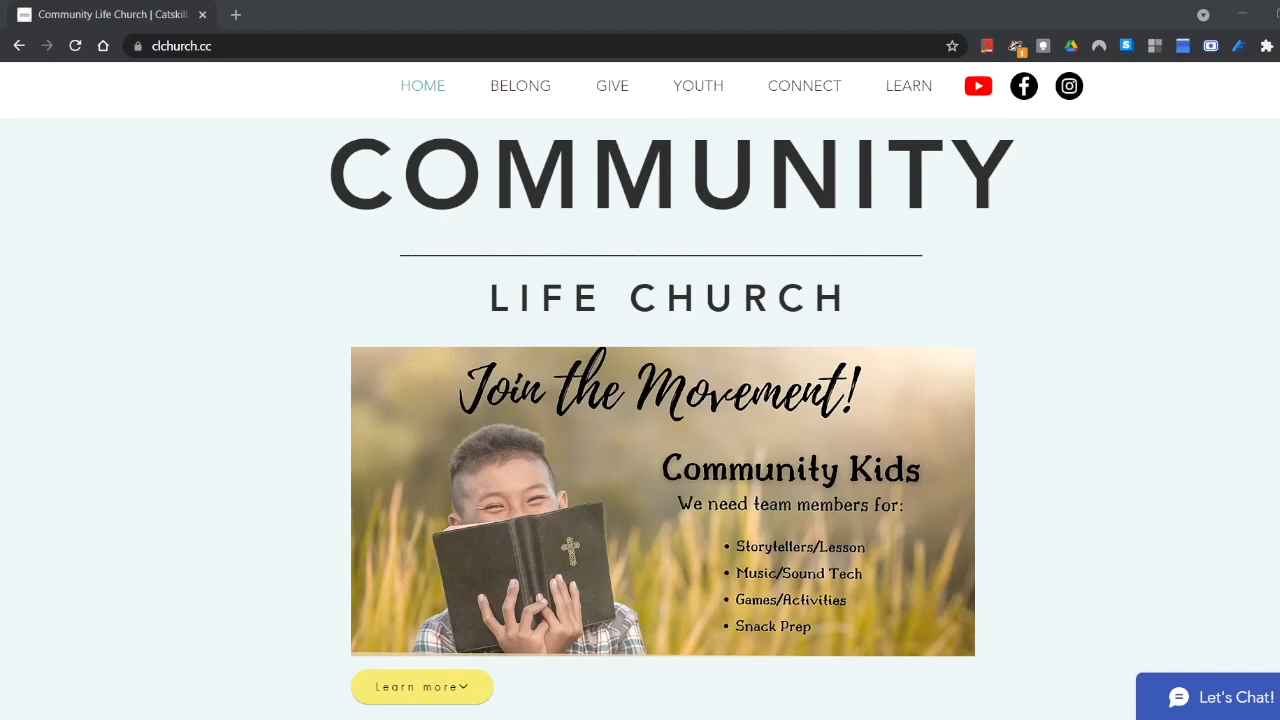 Community Life Church | Catskill
clchurch.cc
1
HOME BELONG GIVE YOUTH CONNECT LEARN
COMMUNITY
LIFE CHURCH
Join the Movement!
Community Kids
We need team members for:
• Storytellers/Lesson
• Music/Sound Tech
• Games/Activities
• Snack Prep
Learn more
Let's Chat!